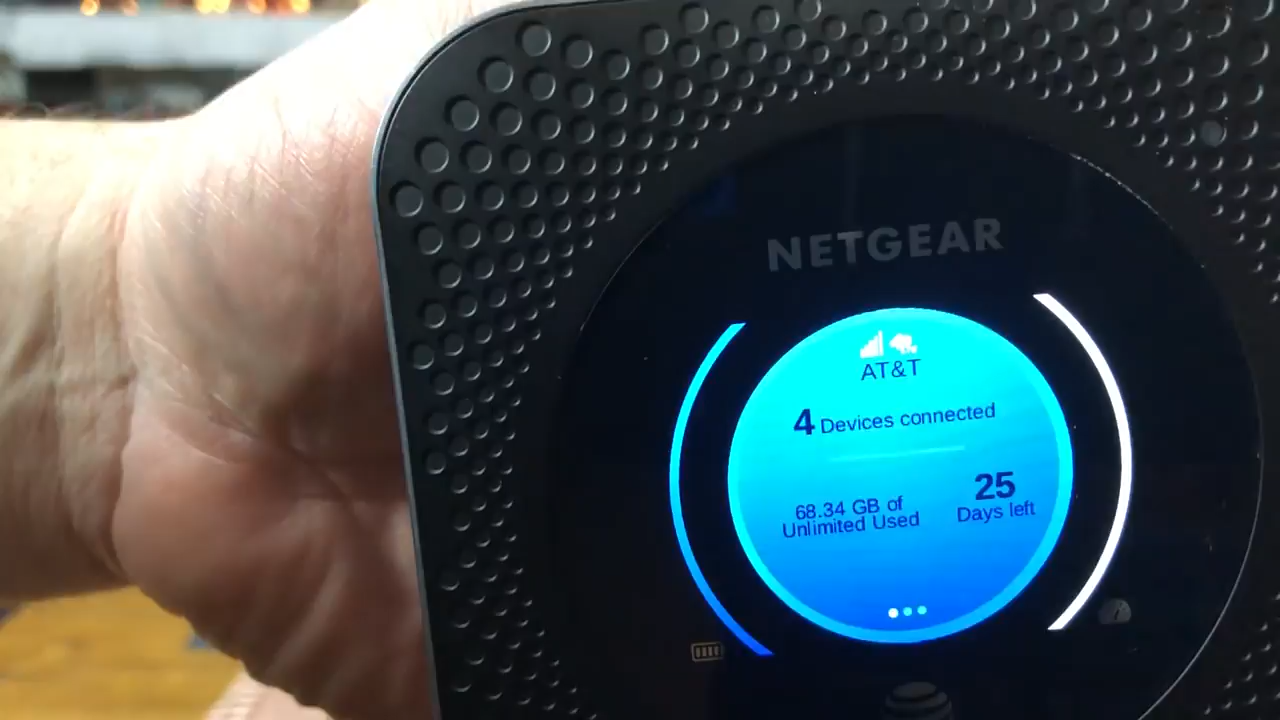 NETGEAR
AT&T
4 Devices connected
68.34 GB of
Unlimited Used
25
Days left